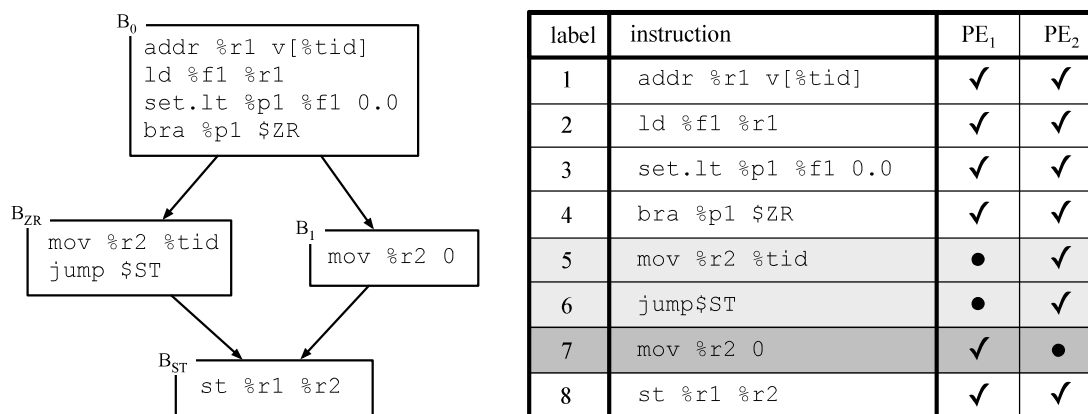 B0
addr %r1 v[%tid]
ld %f1 %r1
set.lt %p1 %f1 0.0
bra %p1 $ZR
BZR
mov %r2 %tid
jump $ST
B1
mov %r2 0
BST
st %r1 %r2
label instruction PE1 PE2
1 addr %r1 v[%tid] ✓ ✓
2 ld %f1 %r1 ✓ ✓
3 set.lt %p1 %f1 0.0 ✓ ✓
4 bra %p1 $ZR ✓ ✓
5 mov %r2 %tid ● ✓
6 jump$ST ● ✓
7 mov %r2 0 ✓ ●
8 st %r1 %r2 ✓ ✓